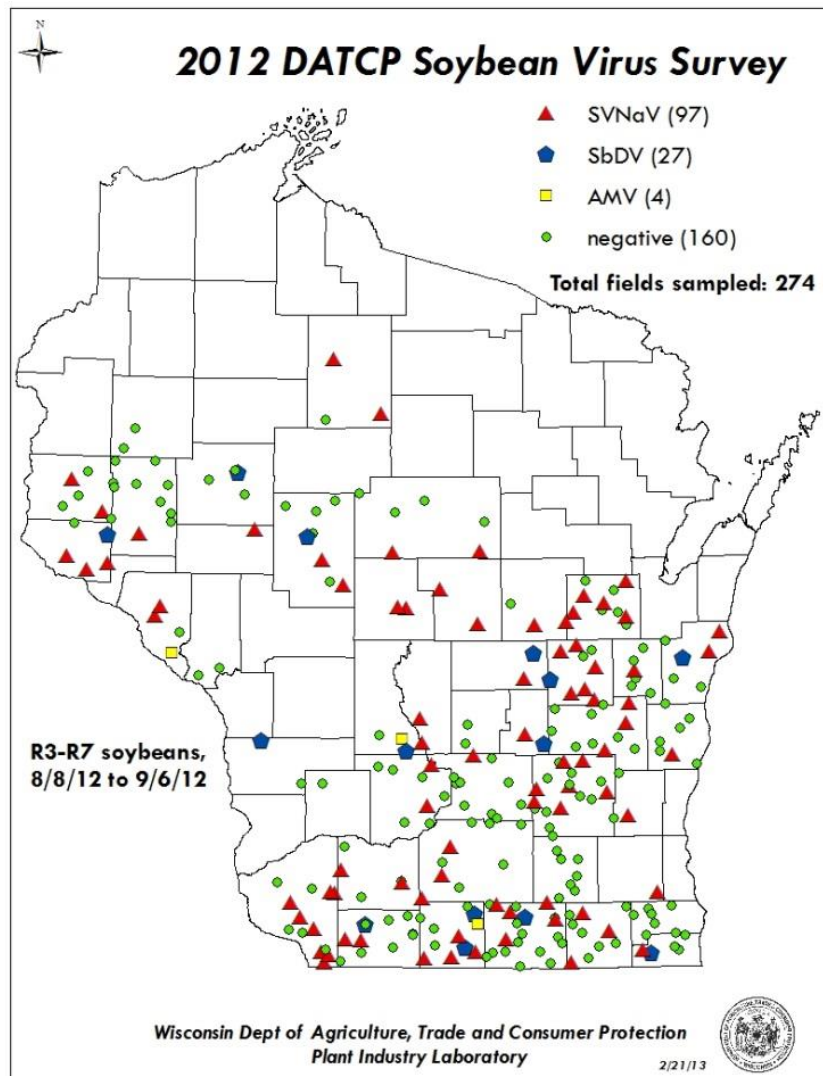 N
2012 DATCP Soybean Virus Survey
SVNaV (97)
SbDV (27)
AMV (4)
negative (160)
Total fields sampled: 274
R3-R7 soybeans,
8/8/12 to 9/6/12
Wisconsin Dept of Agriculture, Trade and Consumer Protection
Plant Industry Laboratory
2/21/13